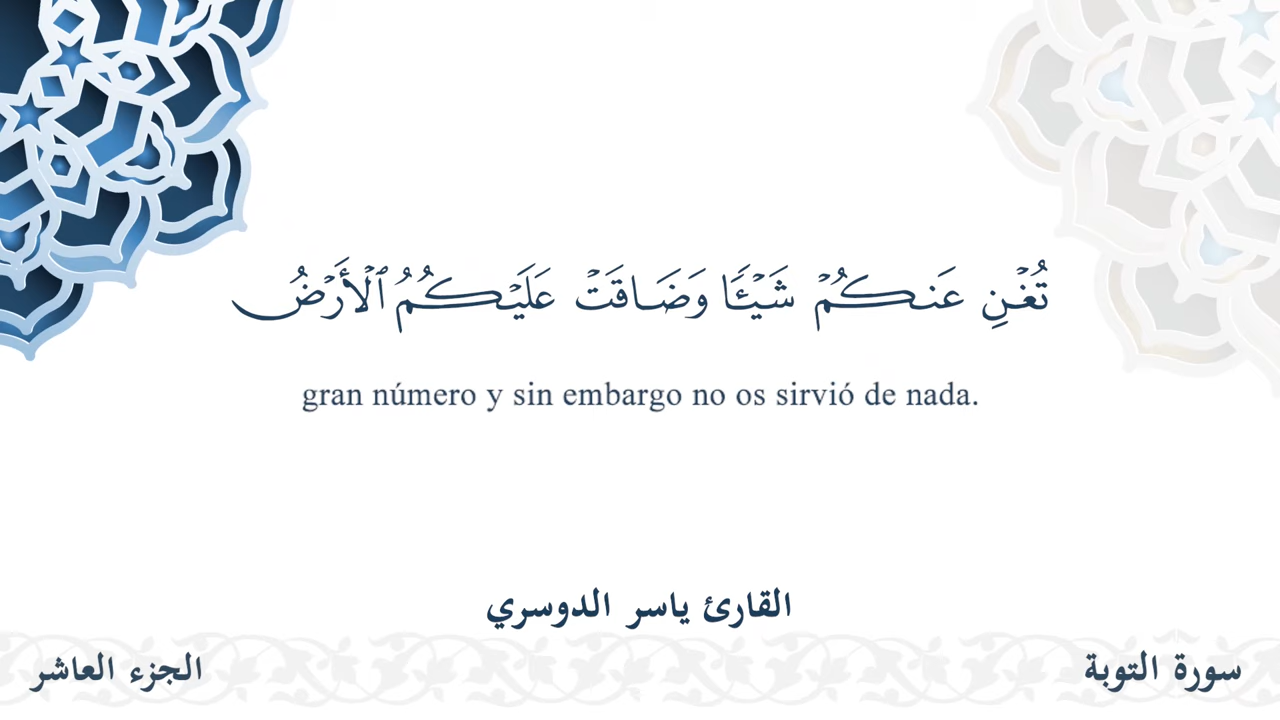 تُغْنِ عَنكُمْ شَيْـًٔا وَضَاقَتْ عَلَيْكُمُ ٱلْأَرْضُ
gran número y sin embargo no os sirvió de nada.
القارئ ياسر الدوسري
سورة التوبة
الجزء العاشر